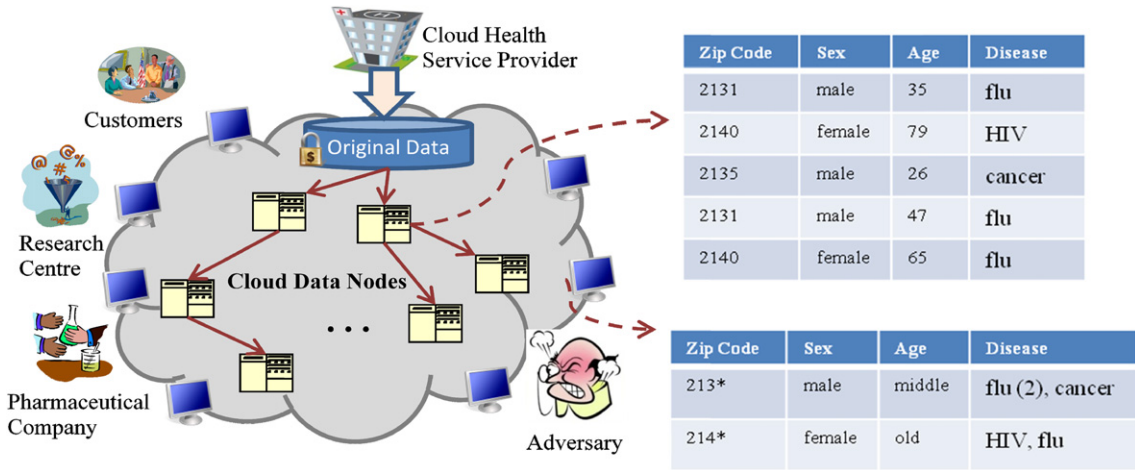 Cloud Health
Service Provider
Customers
Original Data
$
@ @ %
#
Research
Centre
Cloud Data Nodes
...
Pharmaceutical
Company
Adversary
Zip Code Sex Age Disease
2131 male 35 flu
2140 female 79 HIV
2135 male 26 cancer
2131 male 47 flu
2140 female 65 flu
Zip Code Sex Age Disease
213* male middle flu (2), cancer
214* female old HIV, flu